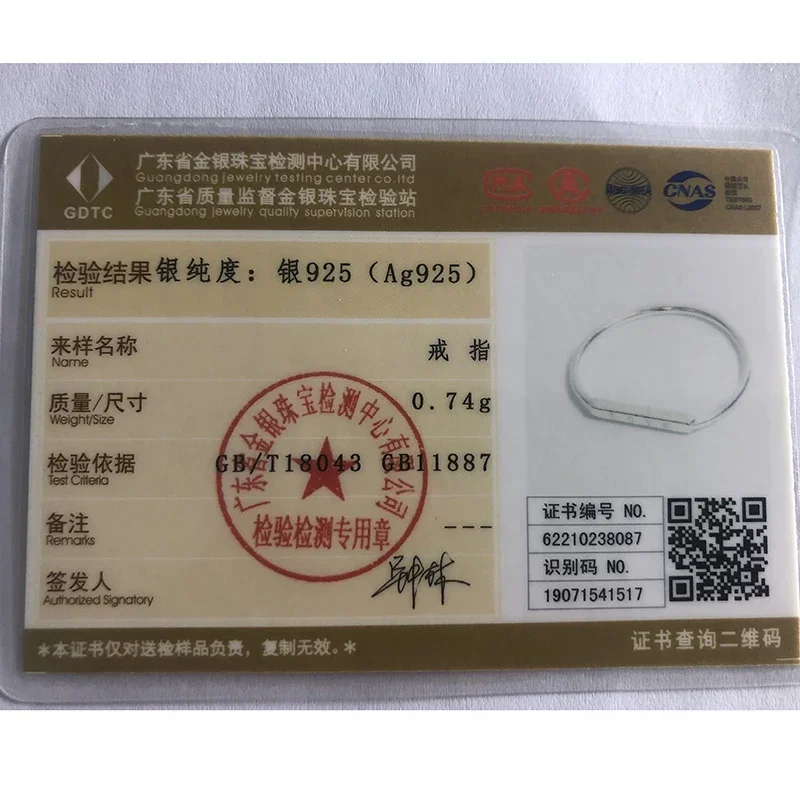 广东省金银珠宝检测中心有限公司
Guangdong jewelry testing center co.ltd
广东省质量监督金银珠宝检验站
Guangdong jewelry quality supervision station
GDTC
CNAS
TESTING
检验结果 银纯度：银925（Ag925）
Result
来样名称 戒指
Name
质量/尺寸 0.74g
Weight/Size
检验依据 GB/T18043 GB11887
Test Criteria
备注 ---
Remarks
签发人
Authorized Signatory
广东省金银珠宝检测中心有限公司
检验检测专用章
证书编号 NO.
62210238087
识别码 NO.
19071541517
*本证书仅对送检样品负责，复制无效。*
证书查询二维码